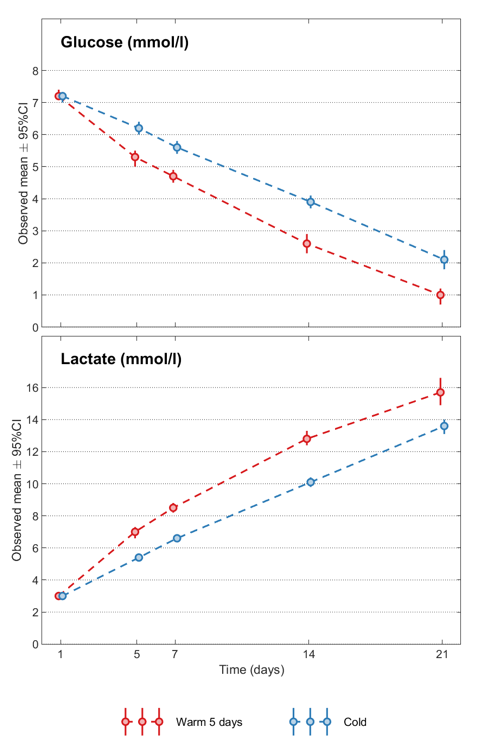 Glucose (mmol/l)
8
7
6
5
4
3
2
1
0
Observed mean ± 95%CI
Lactate (mmol/l)
16
14
12
10
8
6
4
2
0
Observed mean ± 95%CI
1 5 7 14 21
Time (days)
Warm 5 days Cold